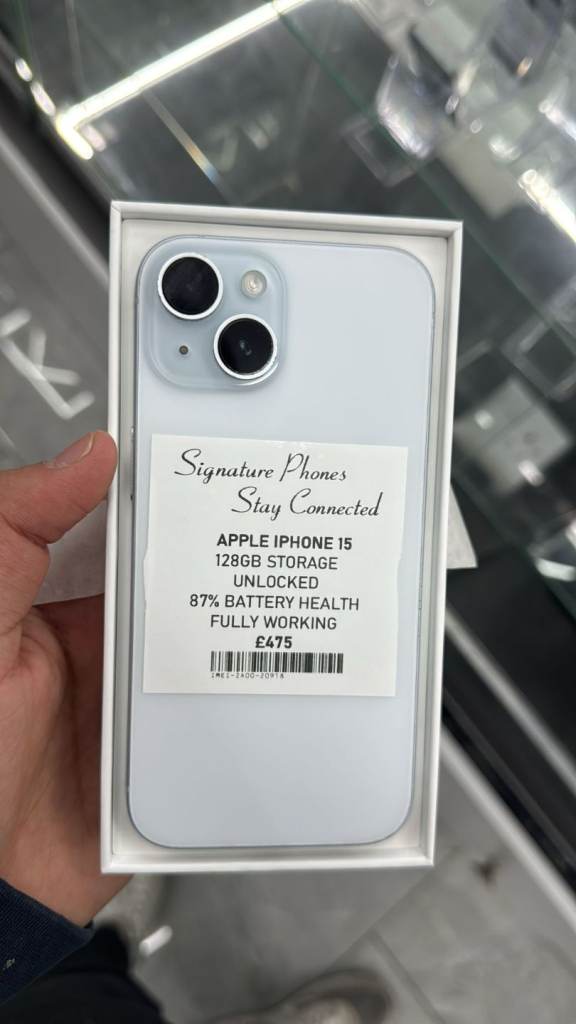 Signature Phones
Stay Connected
APPLE IPHONE 15
128GB STORAGE
UNLOCKED
87% BATTERY HEALTH
FULLY WORKING
£475